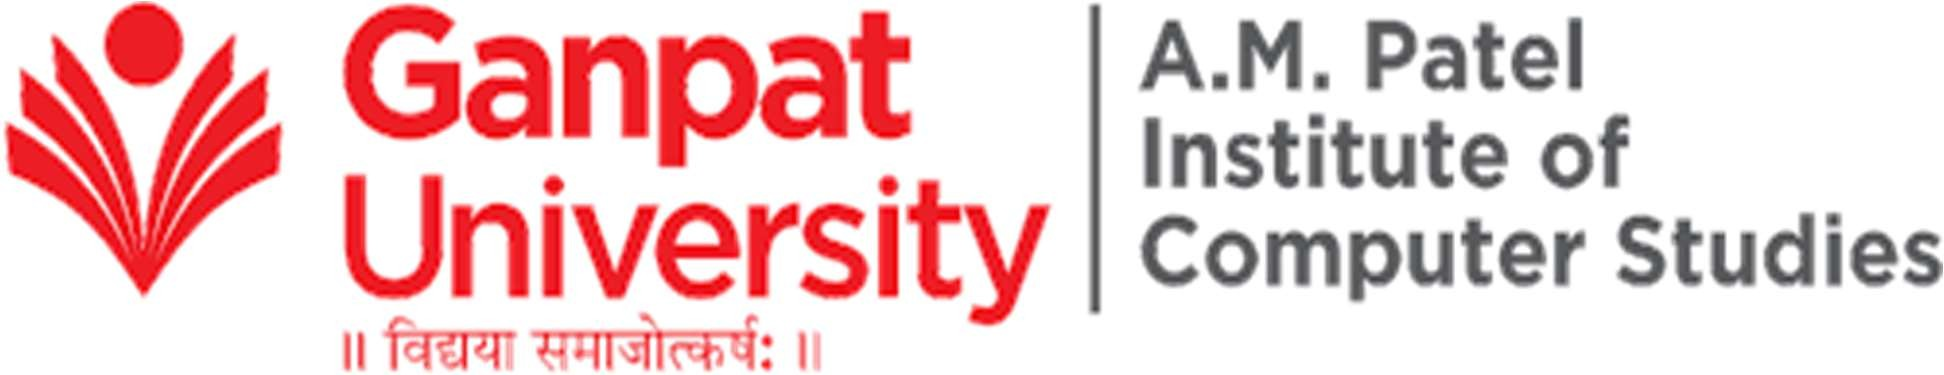 Ganpat
University
॥ विद्यया समाजोत्कर्ष: ॥
A.M. Patel
Institute of
Computer Studies